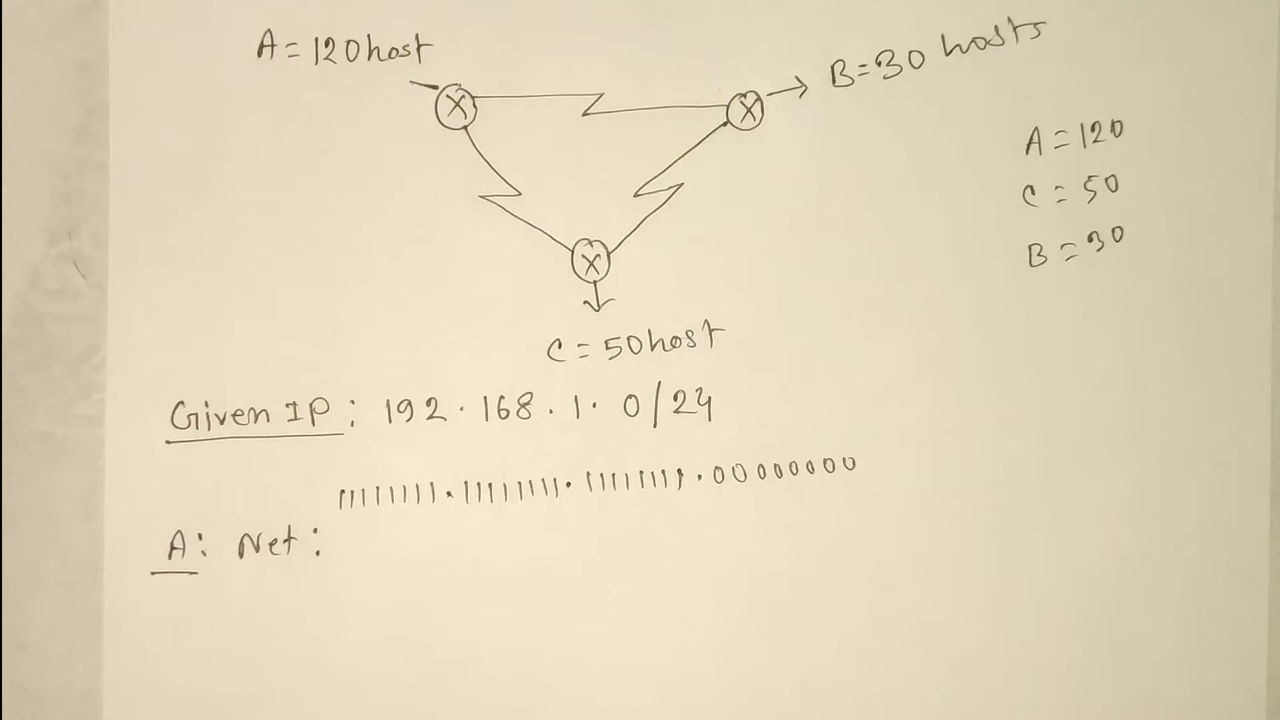 A = 120 host
B = 30 hosts
A = 120
C = 50
B = 30
C = 50 host
Given IP : 192 . 168 . 1 . 0 / 24
11111111 . 11111111 . 11111111 . 00000000
A : Net :